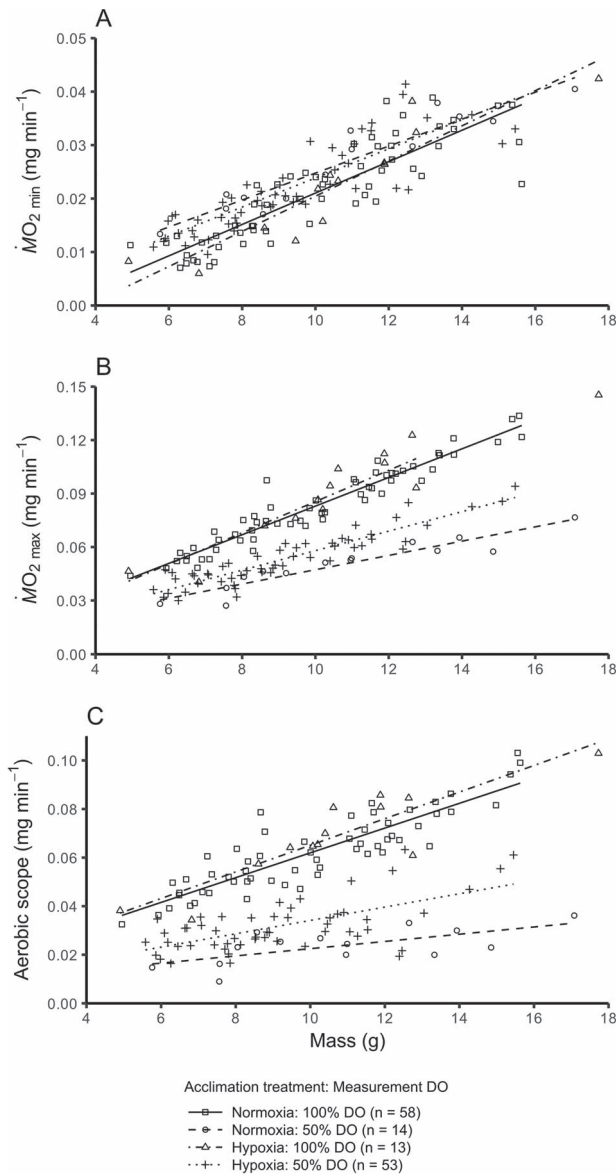 A
ṀO₂ min (mg min⁻¹)
0.05
0.04
0.03
0.02
0.01
0.00
4 6 8 10 12 14 16 18
B
ṀO₂ max (mg min⁻¹)
0.15
0.12
0.09
0.06
0.03
0.00
4 6 8 10 12 14 16 18
C
Aerobic scope (mg min⁻¹)
0.10
0.08
0.06
0.04
0.02
0.00
4 6 8 10 12 14 16 18
Mass (g)
Acclimation treatment: Measurement DO
Normoxia: 100% DO (n = 58)
Normoxia: 50% DO (n = 14)
Hypoxia: 100% DO (n = 13)
Hypoxia: 50% DO (n = 53)